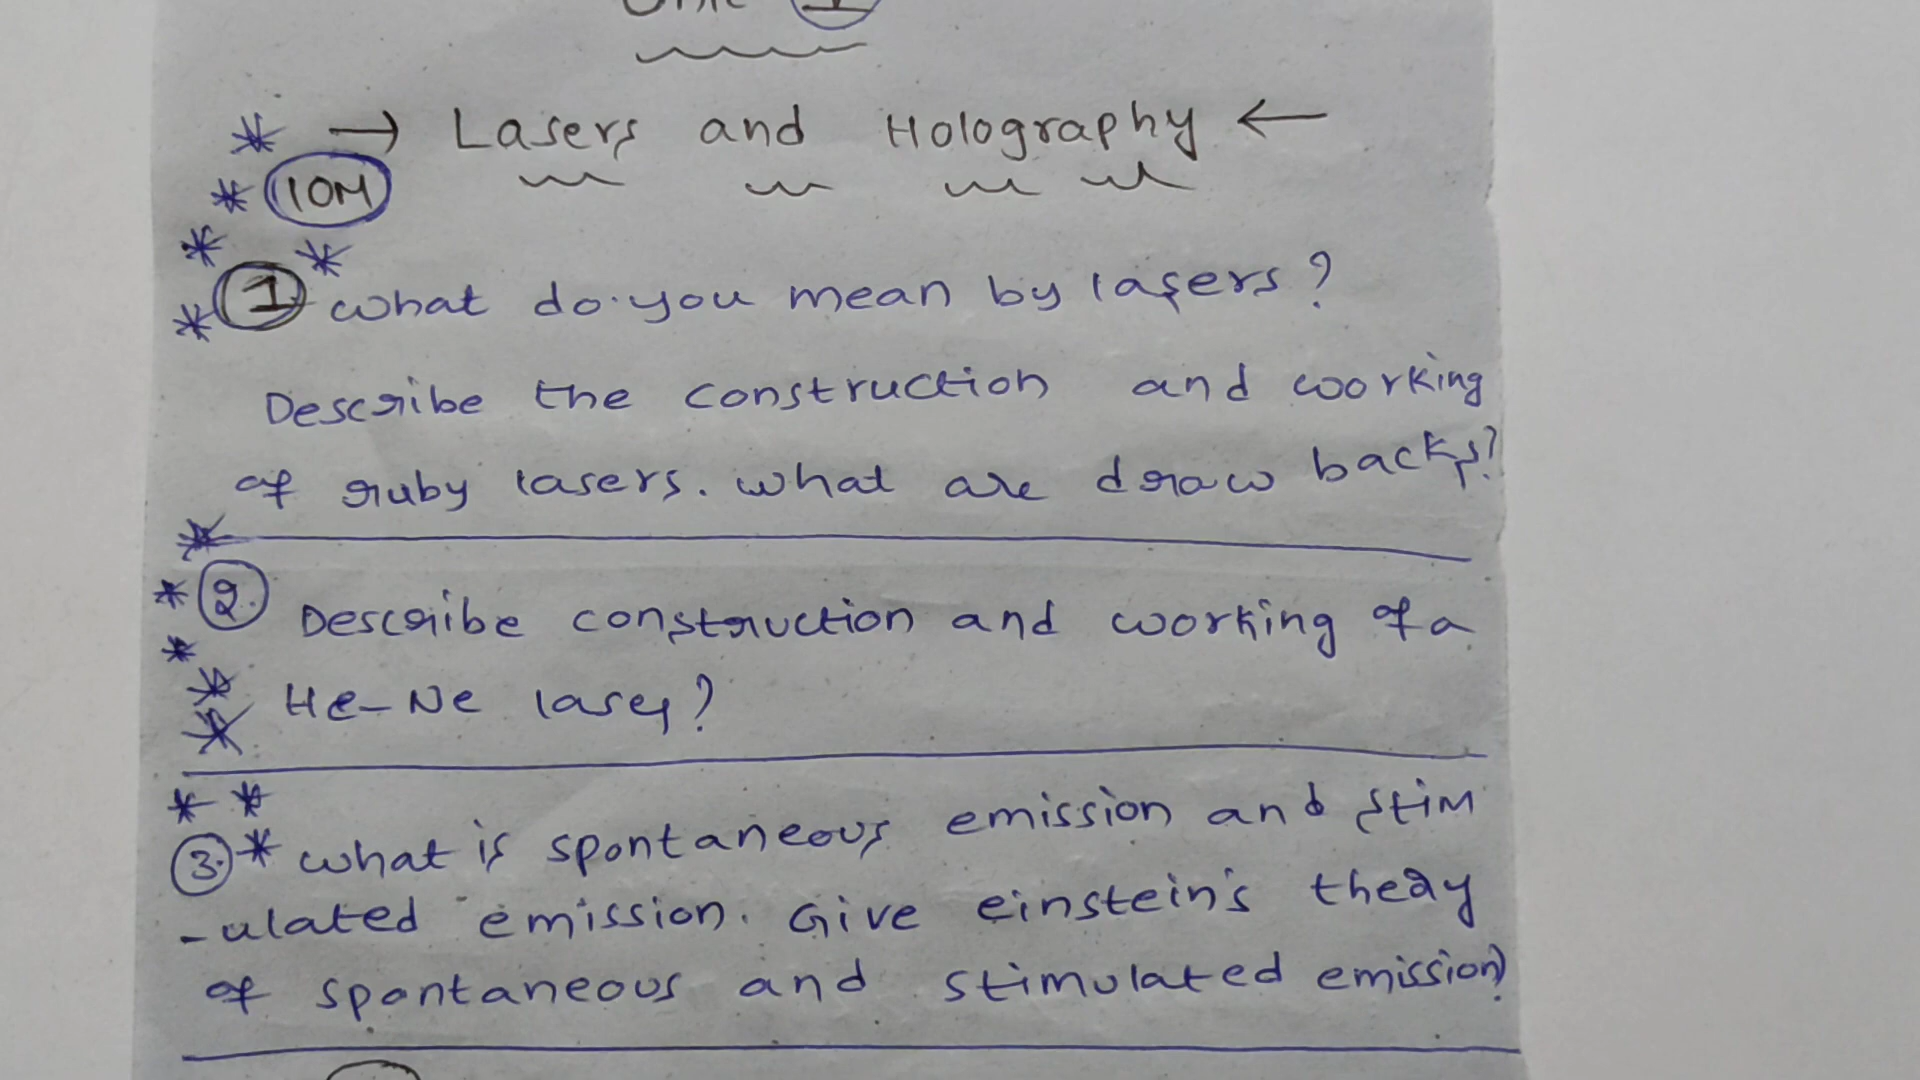 → Lasers and Holography ←
10M
1 What do you mean by lasers?
Describe the construction and working
of ruby lasers. what are draw backs?
2. Describe construction and working of a
He-Ne laser?
3. What is spontaneous emission and stim
-ulated emission. Give einstein's theory
of spontaneous and stimulated emission?